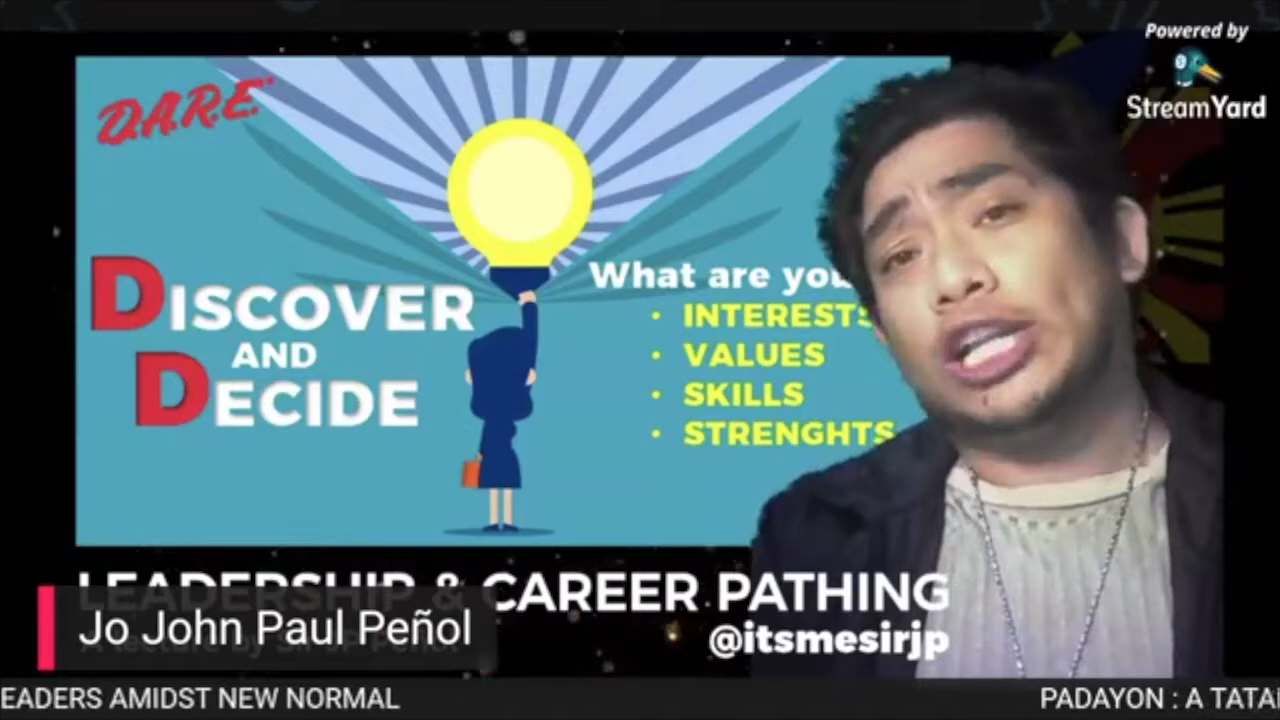 Powered by
StreamYard
D.A.R.E.
DISCOVER
AND
DECIDE
What are you
• INTERESTS
• VALUES
• SKILLS
• STRENGHTS
LEADERSHIP & CAREER PATHING
Jo John Paul Peñol
@itsmesirjp
EADERS AMIDST NEW NORMAL
PADAYON : A TATA